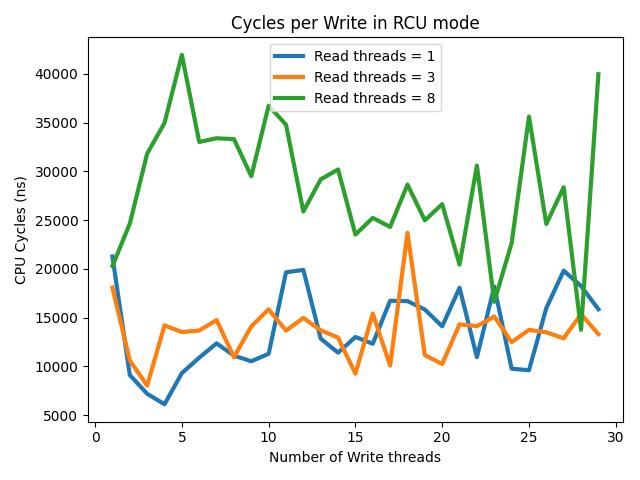 Cycles per Write in RCU mode
Read threads = 1
Read threads = 3
Read threads = 8
CPU Cycles (ns)
40000
35000
30000
25000
20000
15000
10000
5000
0 5 10 15 20 25 30
Number of Write threads